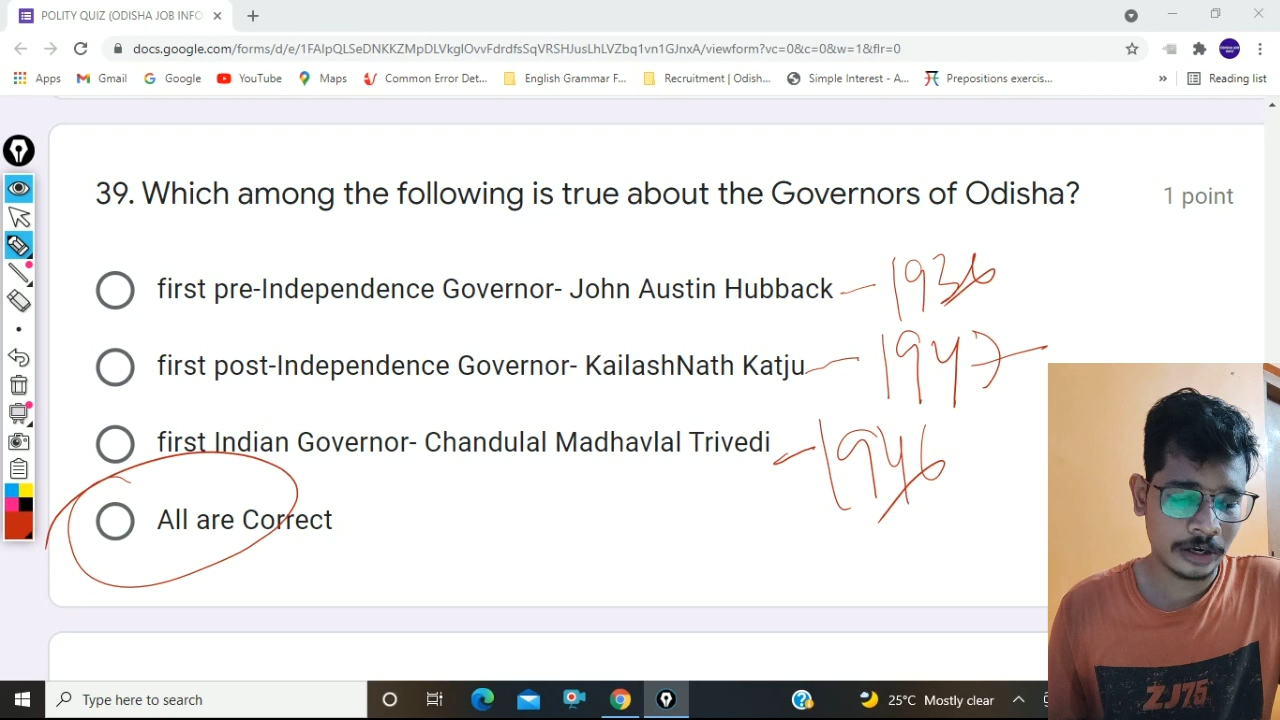 POLITY QUIZ (ODISHA JOB INFO
docs.google.com/forms/d/e/1FAIpQLSeDNKKZMpDLVkglOvvFdrdfsSqVRSHJusLhLVZbq1vn1GJnxA/viewform?vc=0&c=0&w=1&flr=0
Apps Gmail Google YouTube Maps Common Error Det... English Grammar F... Recruitment | Odish... Simple Interest - A... Prepositions exercis... » Reading list
39. Which among the following is true about the Governors of Odisha? 1 point
first pre-Independence Governor- John Austin Hubback — 1936
first post-Independence Governor- KailashNath Katju — 1947
first Indian Governor- Chandulal Madhavlal Trivedi — 1946
All are Correct
ZJ75
Type here to search 25°C Mostly clear